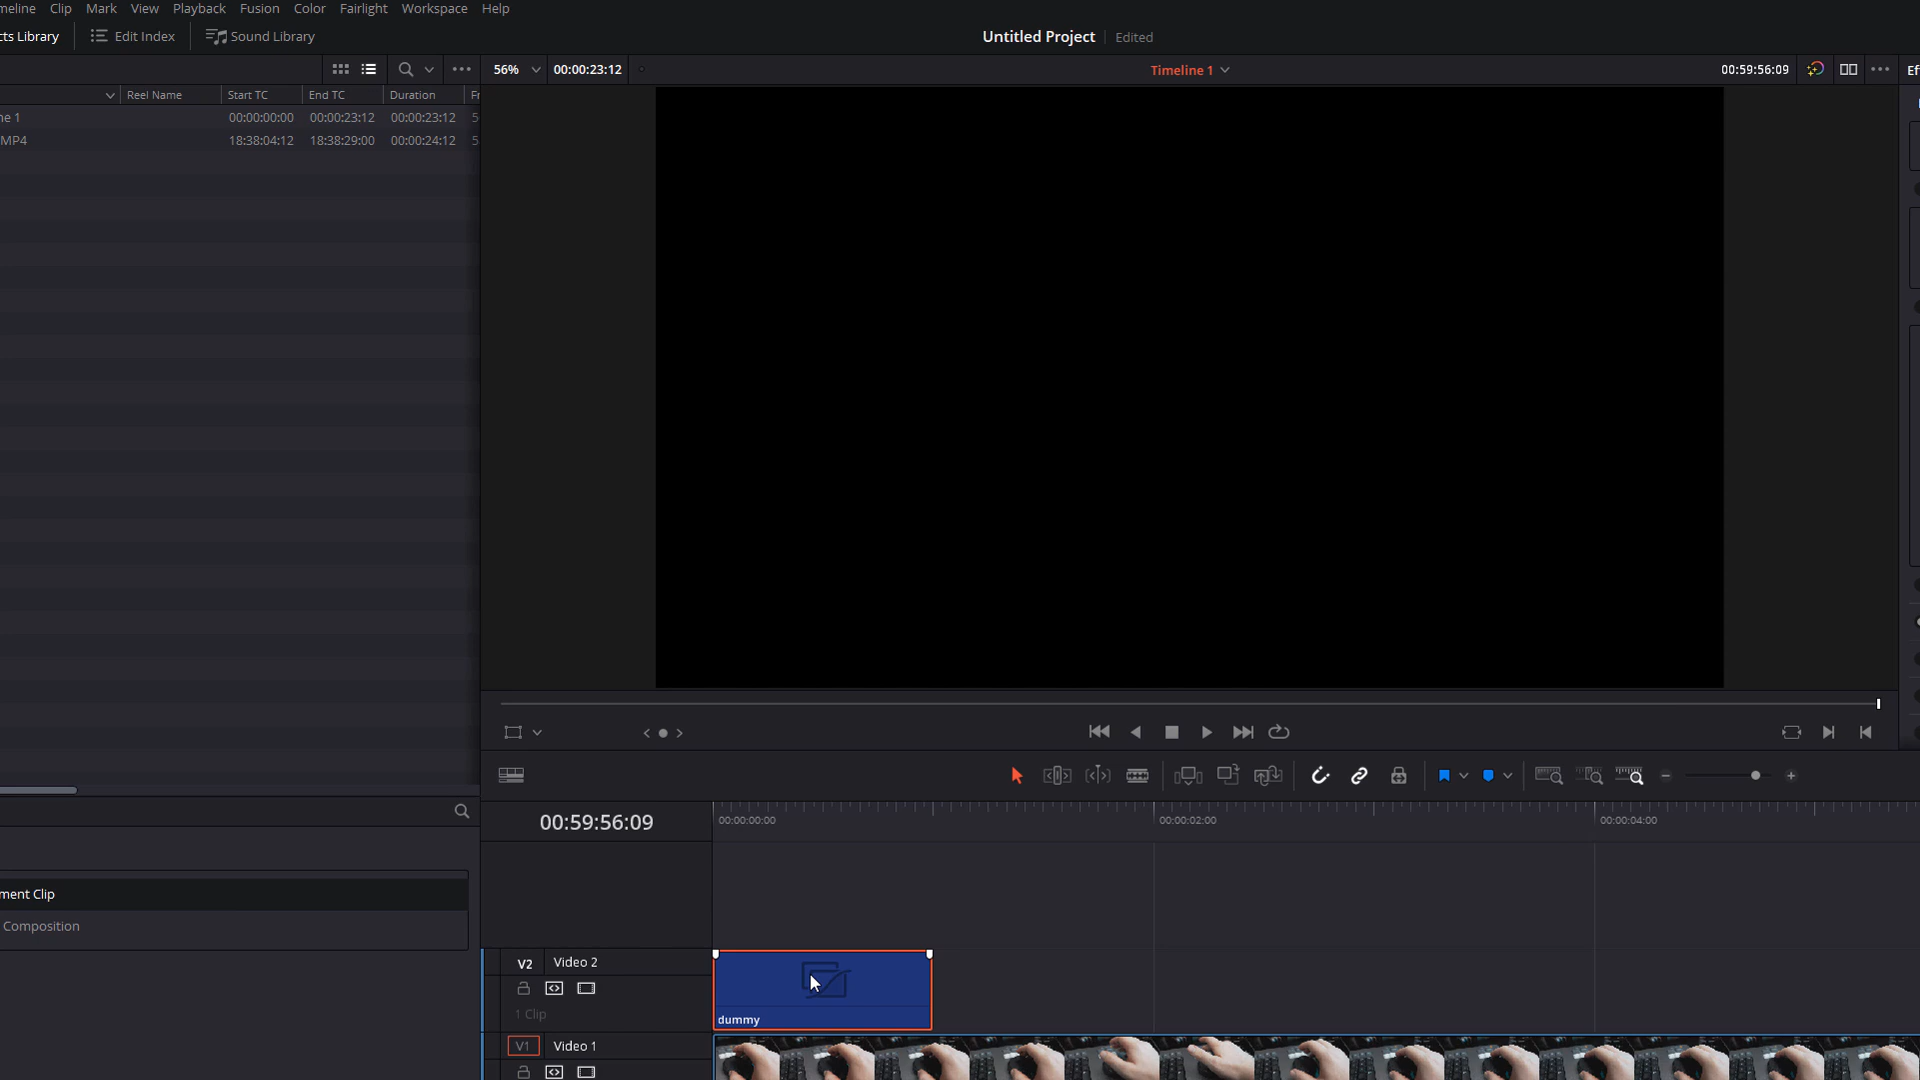 meline Clip Mark View Playback Fusion Color Fairlight Workspace Help
cts Library Edit Index Sound Library Untitled Project Edited
56% 00:00:23:12 Timeline 1 00:59:56:09 Ef
Reel Name Start TC End TC Duration Fr
ne 1 00:00:00:00 00:00:23:12 00:00:23:12 5
MP4 18:38:04:12 18:38:29:00 00:00:24:12 5
00:59:56:09 00:00:00:00 00:00:02:00 00:00:04:00
ment Clip
Composition
V2 Video 2
1 Clip
dummy
V1 Video 1